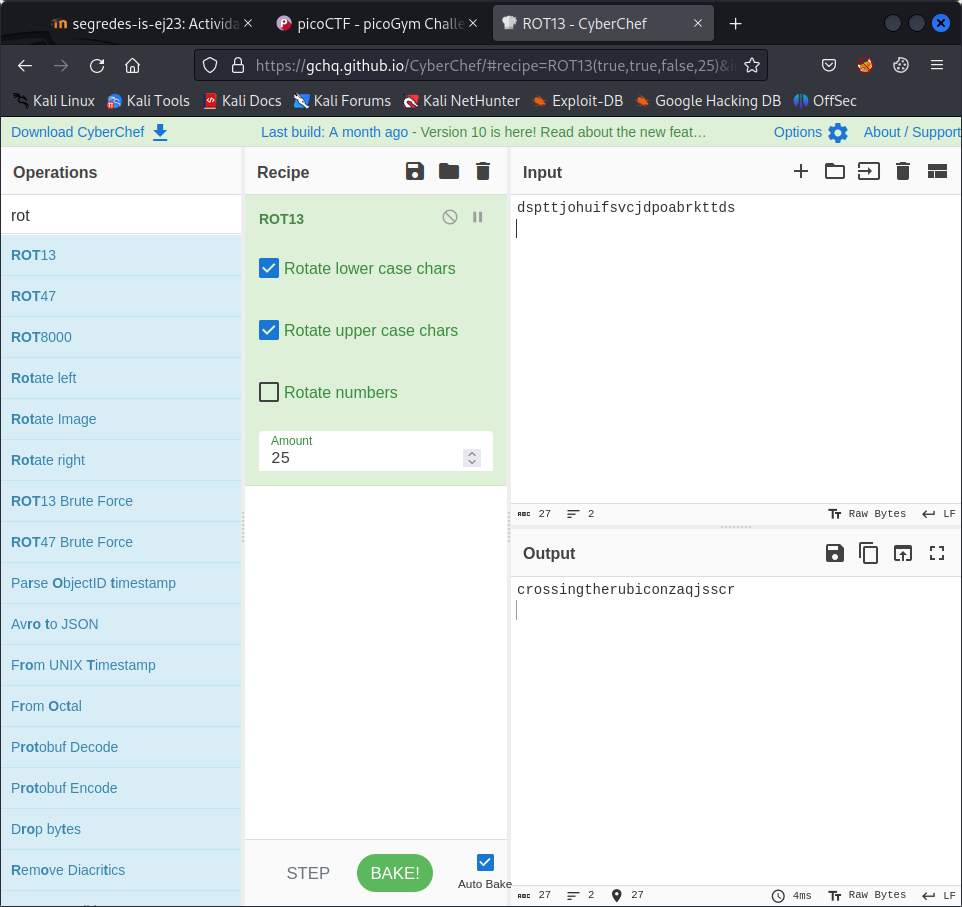 segredes-is-ej23: Activida
picoCTF - picoGym Challe
ROT13 - CyberChef
https://gchq.github.io/CyberChef/#recipe=ROT13(true,true,false,25)&i
Kali Linux
Kali Tools
Kali Docs
Kali Forums
Kali NetHunter
Exploit-DB
Google Hacking DB
OffSec
Download CyberChef
Last build: A month ago - Version 10 is here! Read about the new feat…
Options
About / Support
Operations
rot
ROT13
ROT47
ROT8000
Rotate left
Rotate Image
Rotate right
ROT13 Brute Force
ROT47 Brute Force
Parse ObjectID timestamp
Avro to JSON
From UNIX Timestamp
From Octal
Protobuf Decode
Protobuf Encode
Drop bytes
Remove Diacritics
Recipe
ROT13
Rotate lower case chars
Rotate upper case chars
Rotate numbers
Amount
25
STEP
BAKE!
Auto Bake
Input
dspttjohuifsvcjdpoabrkttds
ABC 27 2 Tт Raw Bytes LF
Output
crossingtherubiconzaqjsscr
ABC 27 2 27 4ms Tт Raw Bytes LF